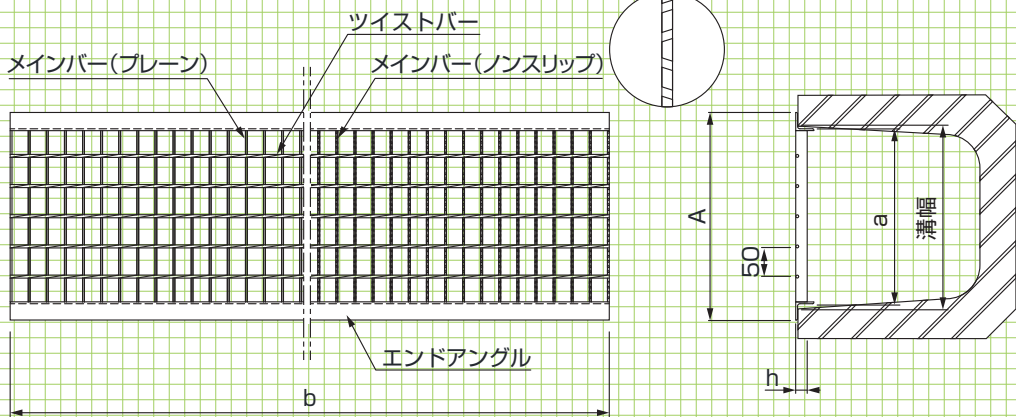 ツイストバー
メインバー(プレーン)
メインバー(ノンスリップ)
A
a
溝幅
50
エンドアングル
h
b